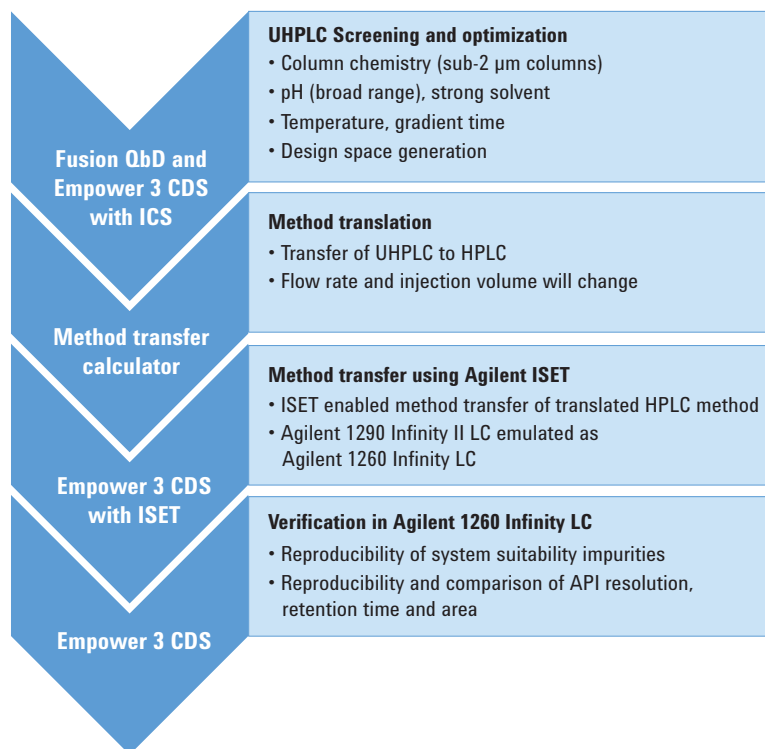 UHPLC Screening and optimization
• Column chemistry (sub-2 µm columns)
• pH (broad range), strong solvent
• Temperature, gradient time
• Design space generation
Fusion QbD and
Empower 3 CDS
with ICS
Method translation
• Transfer of UHPLC to HPLC
• Flow rate and injection volume will change
Method transfer
calculator
Method transfer using Agilent ISET
• ISET enabled method transfer of translated HPLC method
• Agilent 1290 Infinity II LC emulated as
Agilent 1260 Infinity LC
Empower 3 CDS
with ISET
Verification in Agilent 1260 Infinity LC
• Reproducibility of system suitability impurities
• Reproducibility and comparison of API resolution,
retention time and area
Empower 3 CDS